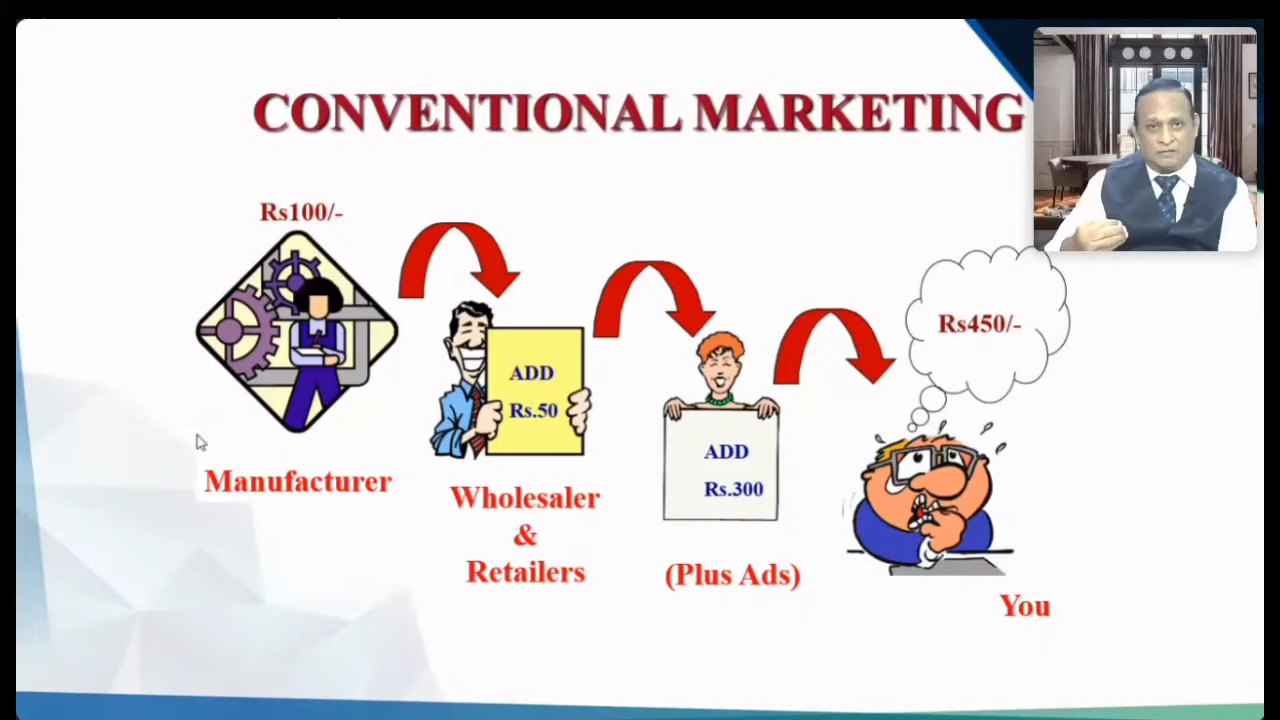 CONVENTIONAL MARKETING
Rs100/-
Manufacturer
ADD
Rs.50
Wholesaler
&
Retailers
ADD
Rs.300
(Plus Ads)
Rs450/-
You